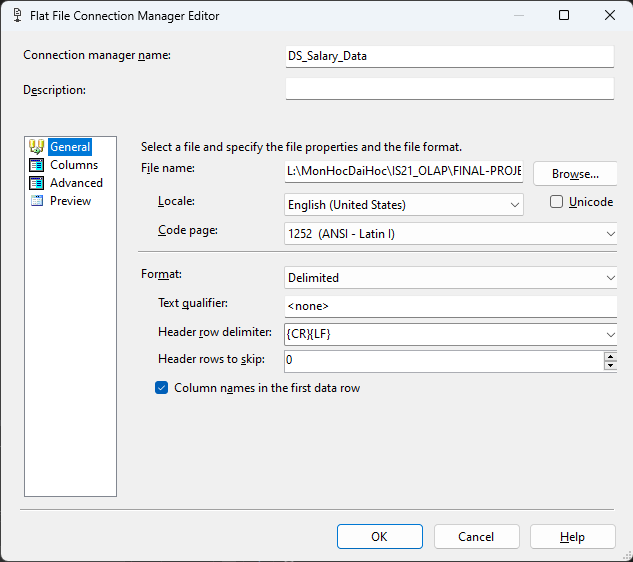 Flat File Connection Manager Editor
Connection manager name: DS_Salary_Data
Description:
General
Columns
Advanced
Preview
Select a file and specify the file properties and the file format.
File name: L:\MonHocDaiHoc\IS21_OLAP\FINAL-PROJE Browse...
Locale: English (United States) Unicode
Code page: 1252 (ANSI - Latin I)
Format: Delimited
Text qualifier: <none>
Header row delimiter: {CR}{LF}
Header rows to skip: 0
Column names in the first data row
OK Cancel Help